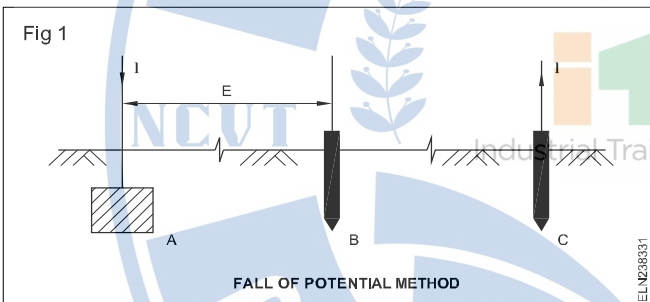 Fig 1
I
E
I
NCVT
Industrial Trai
A
B
C
FALL OF POTENTIAL METHOD
ELN238331